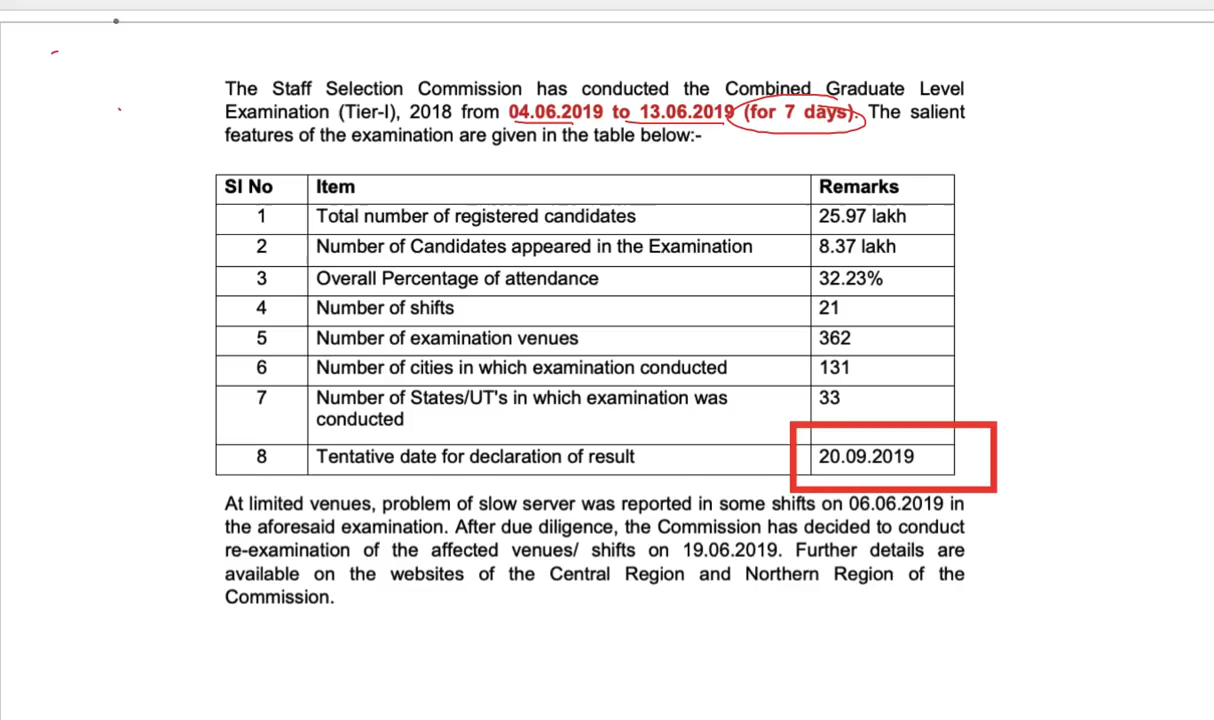 The Staff Selection Commission has conducted the Combined Graduate Level
Examination (Tier-I), 2018 from 04.06.2019 to 13.06.2019 (for 7 days). The salient
features of the examination are given in the table below:-
SI No Item Remarks
1 Total number of registered candidates 25.97 lakh
2 Number of Candidates appeared in the Examination 8.37 lakh
3 Overall Percentage of attendance 32.23%
4 Number of shifts 21
5 Number of examination venues 362
6 Number of cities in which examination conducted 131
7 Number of States/UT's in which examination was 33
conducted
8 Tentative date for declaration of result 20.09.2019
At limited venues, problem of slow server was reported in some shifts on 06.06.2019 in
the aforesaid examination. After due diligence, the Commission has decided to conduct
re-examination of the affected venues/ shifts on 19.06.2019. Further details are
available on the websites of the Central Region and Northern Region of the
Commission.